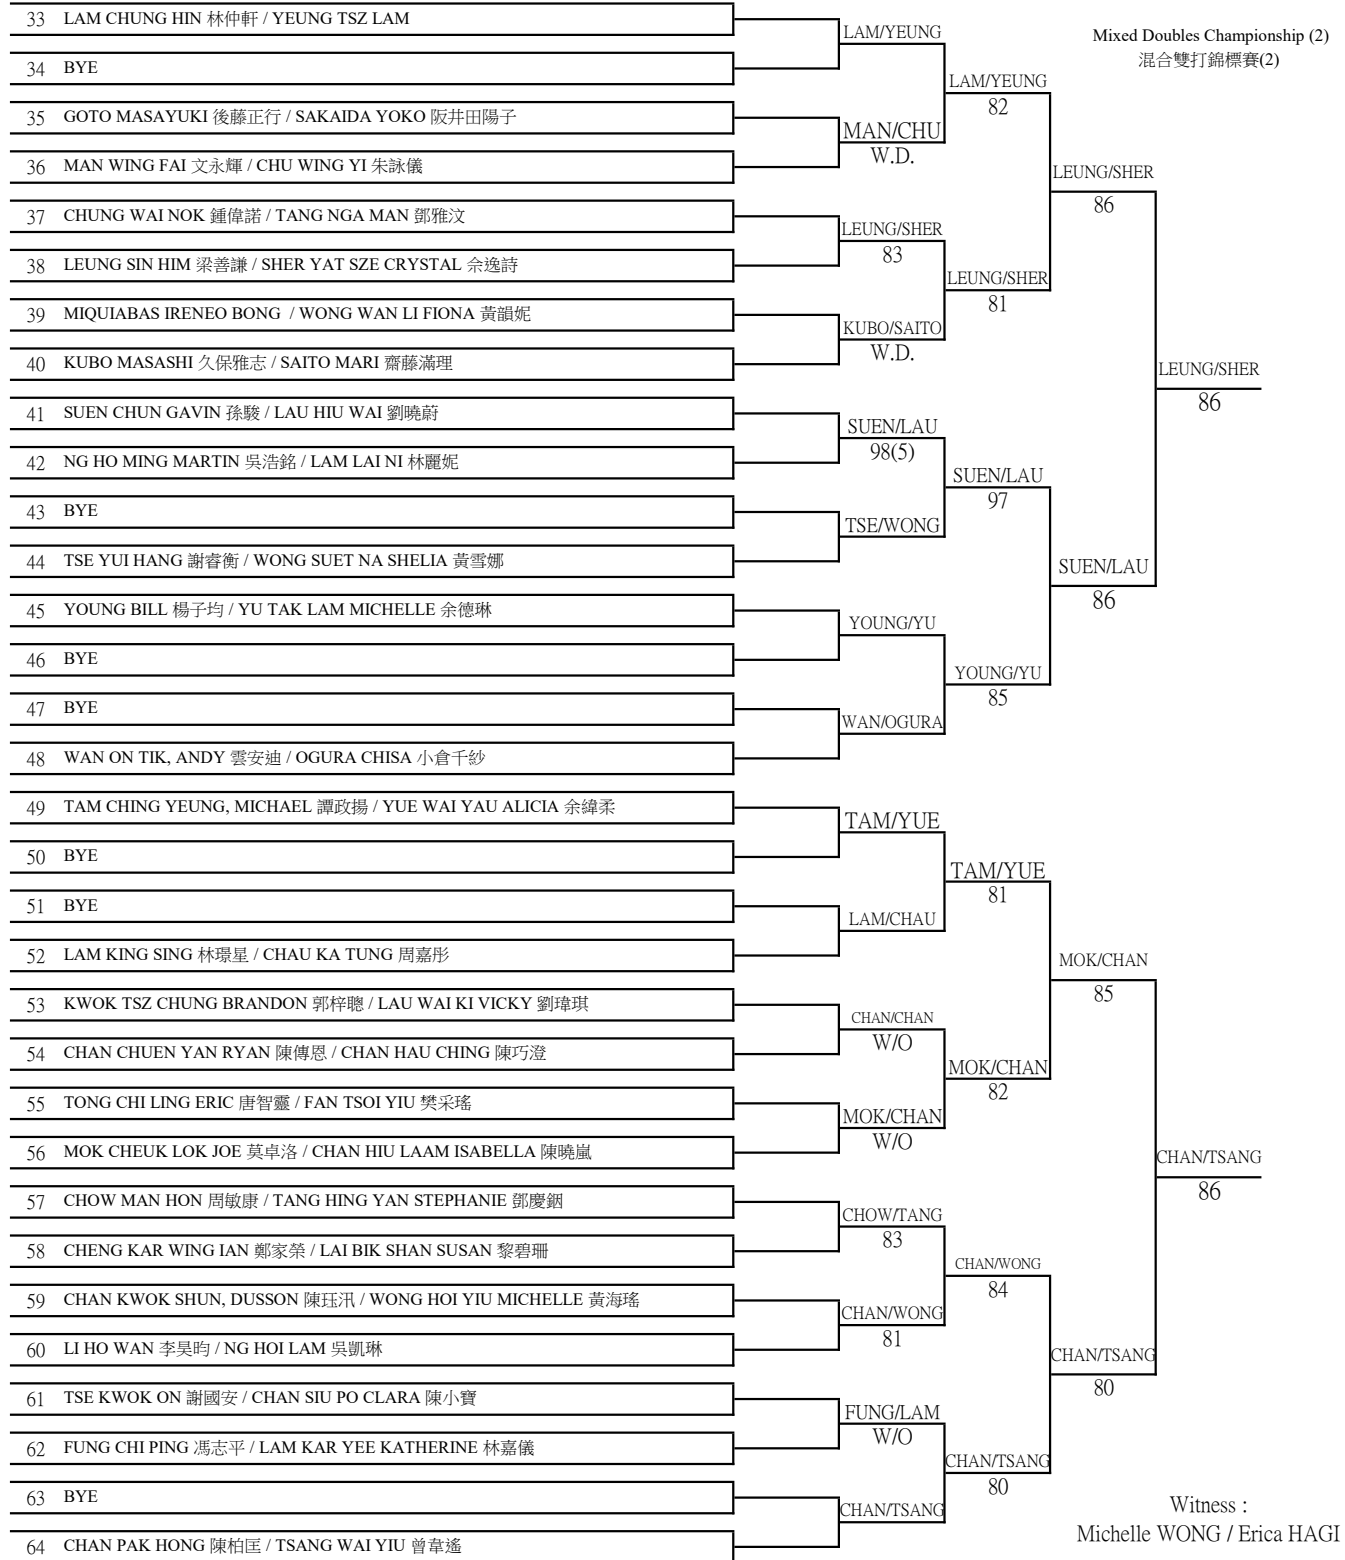 33 LAM CHUNG HIN 林仲軒 / YEUNG TSZ LAM
34 BYE
35 GOTO MASAYUKI 後藤正行 / SAKAIDA YOKO 阪井田陽子
36 MAN WING FAI 文永輝 / CHU WING YI 朱詠儀
37 CHUNG WAI NOK 鍾偉諾 / TANG NGA MAN 鄧雅汶
38 LEUNG SIN HIM 梁善謙 / SHER YAT SZE CRYSTAL 佘逸詩
39 MIQUIABAS IRENEO BONG / WONG WAN LI FIONA 黃韻妮
40 KUBO MASASHI 久保雅志 / SAITO MARI 齋藤滿理
41 SUEN CHUN GAVIN 孫駿 / LAU HIU WAI 劉曉蔚
42 NG HO MING MARTIN 吳浩銘 / LAM LAI NI 林麗妮
43 BYE
44 TSE YUI HANG 謝睿衡 / WONG SUET NA SHELIA 黃雪娜
45 YOUNG BILL 楊子均 / YU TAK LAM MICHELLE 余德琳
46 BYE
47 BYE
48 WAN ON TIK, ANDY 雲安迪 / OGURA CHISA 小倉千紗
49 TAM CHING YEUNG, MICHAEL 譚政揚 / YUE WAI YAU ALICIA 余緯柔
50 BYE
51 BYE
52 LAM KING SING 林璟星 / CHAU KA TUNG 周嘉彤
53 KWOK TSZ CHUNG BRANDON 郭梓聰 / LAU WAI KI VICKY 劉瑋琪
54 CHAN CHUEN YAN RYAN 陳傳恩 / CHAN HAU CHING 陳巧澄
55 TONG CHI LING ERIC 唐智靈 / FAN TSOI YIU 樊采瑤
56 MOK CHEUK LOK JOE 莫卓洛 / CHAN HIU LAAM ISABELLA 陳曉嵐
57 CHOW MAN HON 周敏康 / TANG HING YAN STEPHANIE 鄧慶銦
58 CHENG KAR WING IAN 鄭家榮 / LAI BIK SHAN SUSAN 黎碧珊
59 CHAN KWOK SHUN, DUSSON 陳珏汛 / WONG HOI YIU MICHELLE 黃海瑤
60 LI HO WAN 李昊昀 / NG HOI LAM 吳凱琳
61 TSE KWOK ON 謝國安 / CHAN SIU PO CLARA 陳小寶
62 FUNG CHI PING 馮志平 / LAM KAR YEE KATHERINE 林嘉儀
63 BYE
64 CHAN PAK HONG 陳柏匡 / TSANG WAI YIU 曾韋遙
LAM/YEUNG
MAN/CHU
W.D.
LEUNG/SHER
83
KUBO/SAITO
W.D.
SUEN/LAU
98(5)
TSE/WONG
YOUNG/YU
WAN/OGURA
TAM/YUE
LAM/CHAU
CHAN/CHAN
W/O
MOK/CHAN
W/O
CHOW/TANG
83
CHAN/WONG
81
FUNG/LAM
W/O
CHAN/TSANG
LAM/YEUNG
82
LEUNG/SHER
81
SUEN/LAU
97
YOUNG/YU
85
TAM/YUE
81
MOK/CHAN
82
CHAN/WONG
84
CHAN/TSANG
80
LEUNG/SHER
86
SUEN/LAU
86
MOK/CHAN
85
CHAN/TSANG
80
LEUNG/SHER
86
CHAN/TSANG
86
Mixed Doubles Championship (2)
混合雙打錦標賽(2)
Witness :
Michelle WONG / Erica HAGI